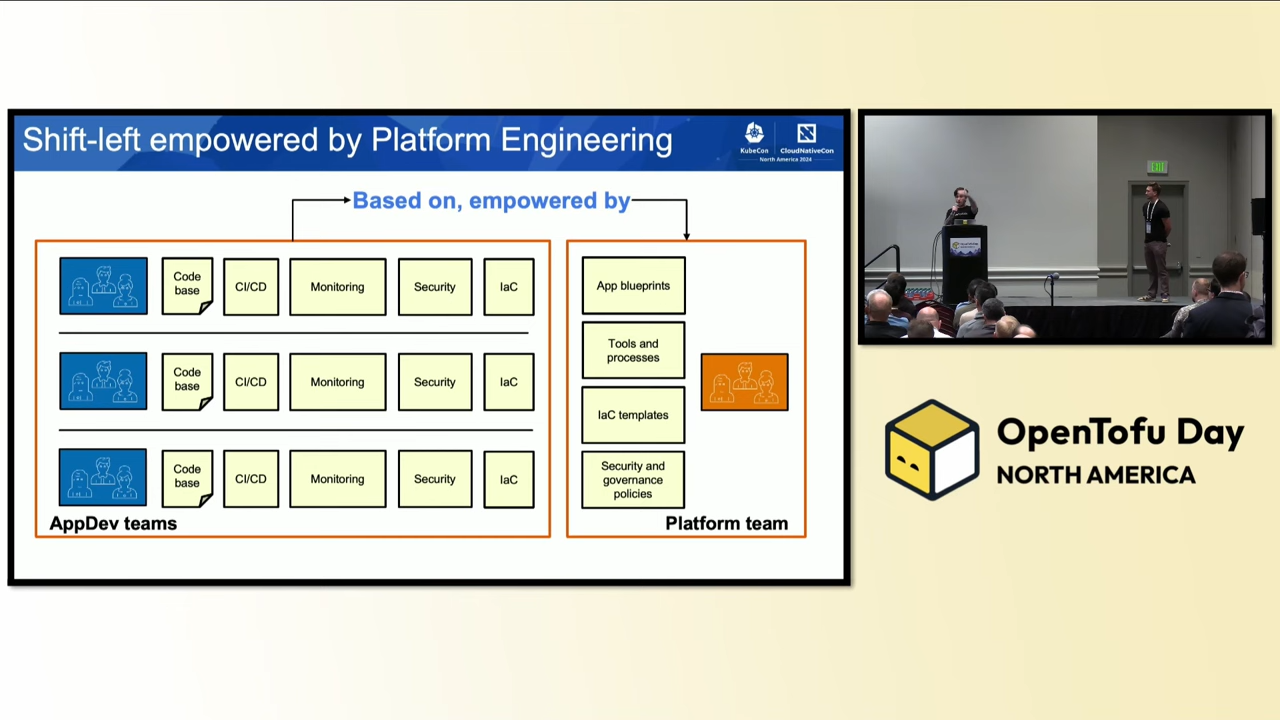 Shift-left empowered by Platform Engineering
KubeCon
CloudNativeCon
North America 2024
Based on, empowered by
Code
base
CI/CD
Monitoring
Security
IaC
Code
base
CI/CD
Monitoring
Security
IaC
Code
base
CI/CD
Monitoring
Security
IaC
AppDev teams
App blueprints
Tools and
processes
IaC templates
Security and
governance
policies
Platform team
EXIT
OpenTofu Day
NORTH AMERICA